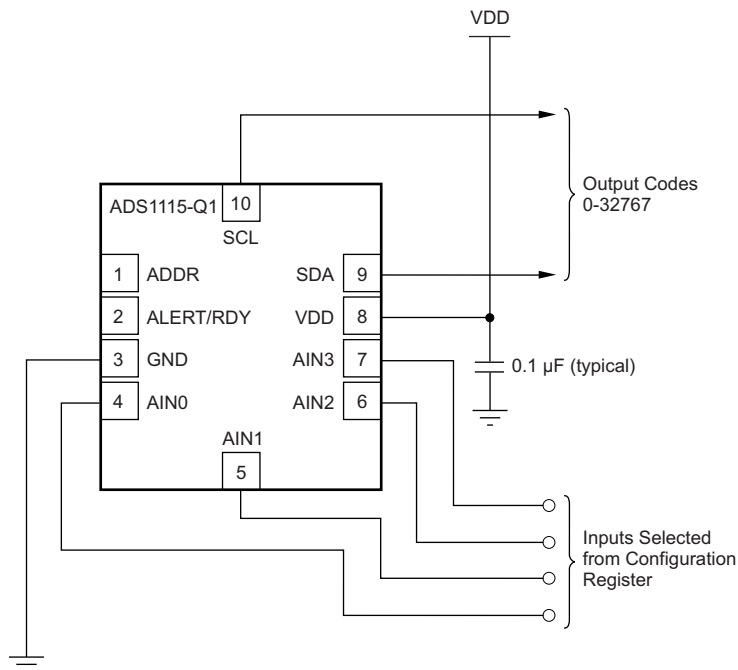 VDD
Output Codes
0-32767
ADS1115-Q1
10
SCL
1
ADDR
SDA
9
2
ALERT/RDY
VDD
8
3
GND
AIN3
7
0.1 µF (typical)
4
AIN0
AIN2
6
AIN1
5
Inputs Selected
from Configuration
Register